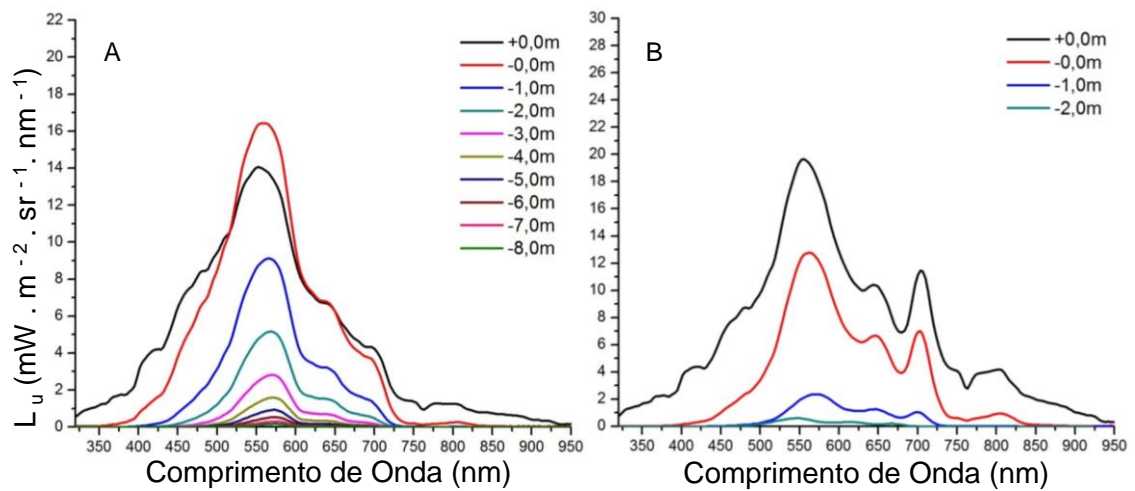 A
+0,0m
-0,0m
-1,0m
-2,0m
-3,0m
-4,0m
-5,0m
-6,0m
-7,0m
-8,0m
22
20
18
16
14
12
10
8
6
4
2
0
350 400 450 500 550 600 650 700 750 800 850 900 950
Lu (mW . m-2 . sr-1 . nm-1)
Comprimento de Onda (nm)
B
+0,0m
-0,0m
-1,0m
-2,0m
30
28
26
24
22
20
18
16
14
12
10
8
6
4
2
0
350 400 450 500 550 600 650 700 750 800 850 900 950
Comprimento de Onda (nm)